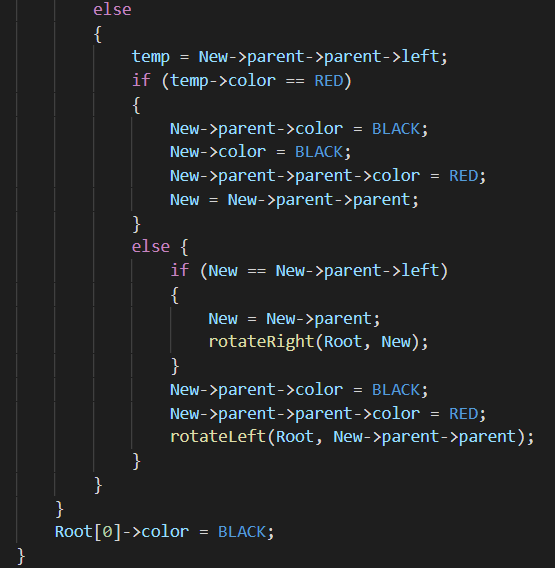 else
{
temp = New->parent->parent->left;
if (temp->color == RED)
{
New->parent->color = BLACK;
New->color = BLACK;
New->parent->parent->color = RED;
New = New->parent->parent;
}
else {
if (New == New->parent->left)
{
New = New->parent;
rotateRight(Root, New);
}
New->parent->color = BLACK;
New->parent->parent->color = RED;
rotateLeft(Root, New->parent->parent);
}
}
}
Root[0]->color = BLACK;
}